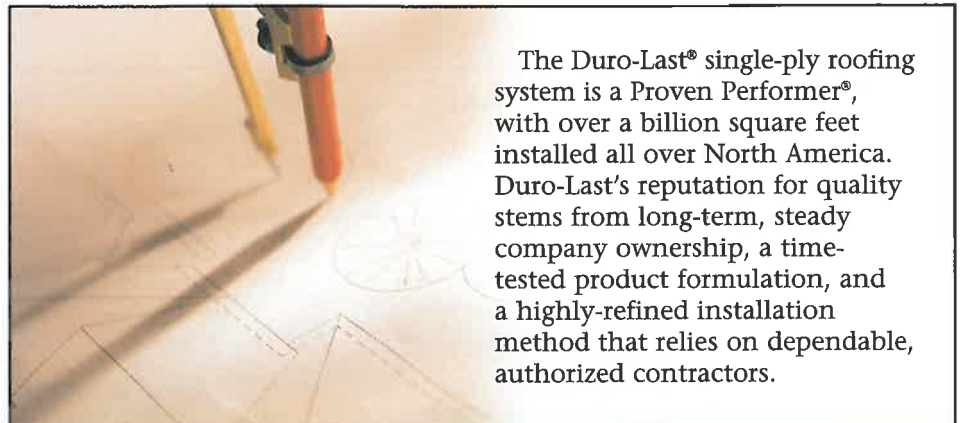 The Duro-Last® single-ply roofing
system is a Proven Performer®,
with over a billion square feet
installed all over North America.
Duro-Last's reputation for quality
stems from long-term, steady
company ownership, a time-
tested product formulation, and
a highly-refined installation
method that relies on dependable,
authorized contractors.